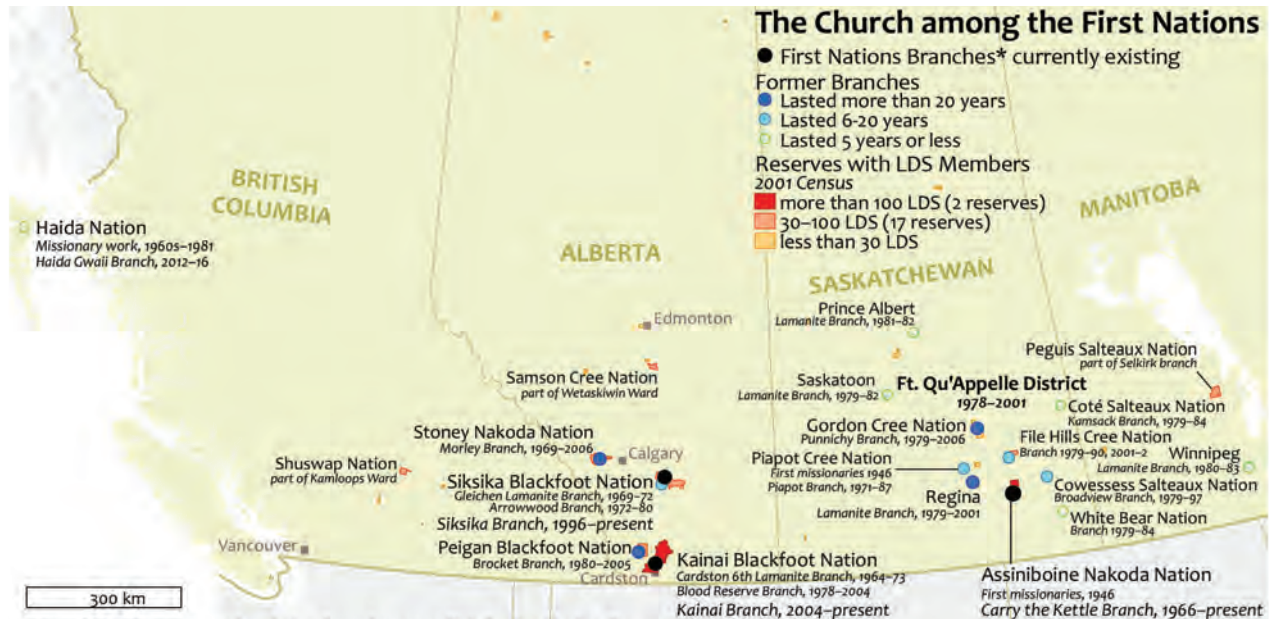 The Church among the First Nations
First Nations Branches* currently existing
Former Branches
Lasted more than 20 years
Lasted 6-20 years
Lasted 5 years or less
Reserves with LDS Members
2001 Census
more than 100 LDS (2 reserves)
30–100 LDS (17 reserves)
less than 30 LDS
BRITISH
COLUMBIA
ALBERTA
SASKATCHEWAN
MANITOBA
Haida Nation
Missionary work, 1960s–1981
Haida Gwaii Branch, 2012–16
Edmonton
Samson Cree Nation
part of Wetaskiwin Ward
Stoney Nakoda Nation
Morley Branch, 1969–2006
Calgary
Shuswap Nation
part of Kamloops Ward
Siksika Blackfoot Nation
Gleichen Lamanite Branch, 1969–72
Arrowwood Branch, 1972–80
Siksika Branch, 1996–present
Vancouver
Peigan Blackfoot Nation
Brocket Branch, 1980–2005
Cardston
Kainai Blackfoot Nation
Cardston 6th Lamanite Branch, 1964–73
Blood Reserve Branch, 1978–2004
Kainai Branch, 2004–present
Prince Albert
Lamanite Branch, 1981–82
Saskatoon
Lamanite Branch, 1979–82
Ft. Qu'Appelle District
1978–2001
Peguis Salteaux Nation
part of Selkirk branch
Coté Salteaux Nation
Kamsack Branch, 1979–84
Gordon Cree Nation
Punnichy Branch, 1979–2006
File Hills Cree Nation
Branch 1979–90, 2001–2
Piapot Cree Nation
First missionaries 1946
Piapot Branch, 1971–87
Winnipeg
Lamanite Branch, 1980–83
Regina
Lamanite Branch, 1979–2001
Cowessess Salteaux Nation
Broadview Branch, 1979–97
White Bear Nation
Branch 1979–84
Assiniboine Nakoda Nation
First missionaries, 1946
Carry the Kettle Branch, 1966–present
300 km